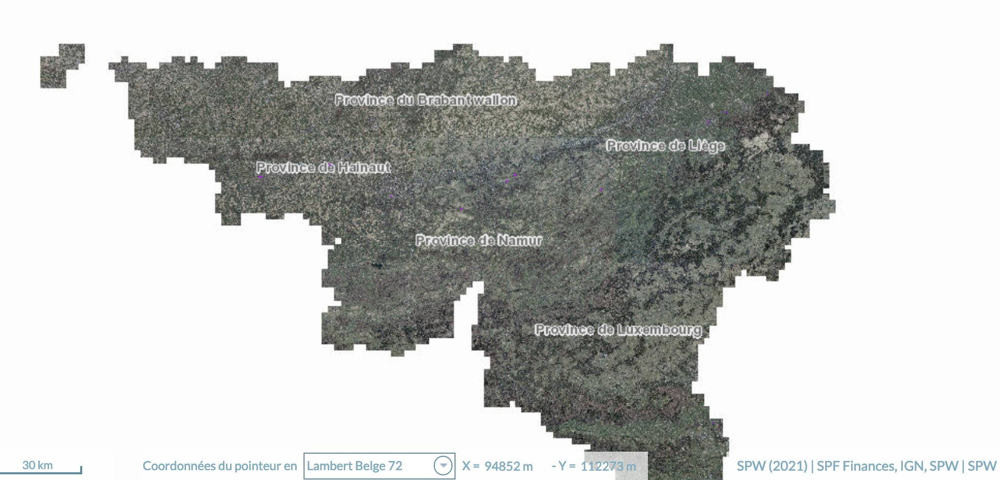 Province du Brabant wallon
Province de Liège
Province de Hainaut
Province de Namur
Province de Luxembourg
30 km
Coordonnées du pointeur en Lambert Belge 72 X = 94852 m - Y = 112273 m
SPW (2021) | SPF Finances, IGN, SPW | SPW